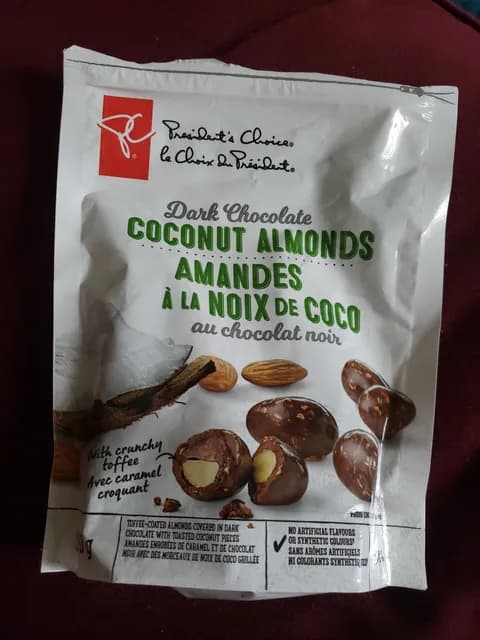 PC
President's Choice®
le Choix du Président®
Dark Chocolate
COCONUT ALMONDS
AMANDES
À LA NOIX DE COCO
au chocolat noir
With crunchy
toffee
Avec caramel
croquant
TOFFEE-COATED ALMONDS COVERED IN DARK
CHOCOLATE WITH TOASTED COCONUT PIECES
AMANDES ENROBÉES DE CARAMEL ET DE CHOCOLAT
NOIR AVEC DES MORCEAUX DE NOIX DE COCO GRILLÉE
NO ARTIFICIAL FLAVOURS
OR SYNTHETIC COLOURS
SANS ARÔMES ARTIFICIELS
NI COLORANTS
g